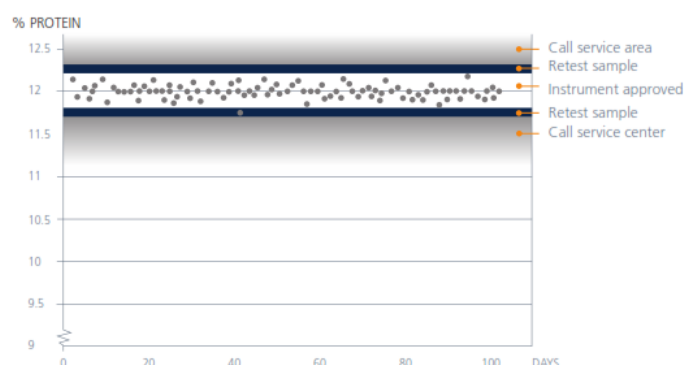 % PROTEIN
12.5
12
11.5
11
10.5
10
9.5
9
0 20 40 60 80 100 DAYS
Call service area
Retest sample
Instrument approved
Retest sample
Call service center